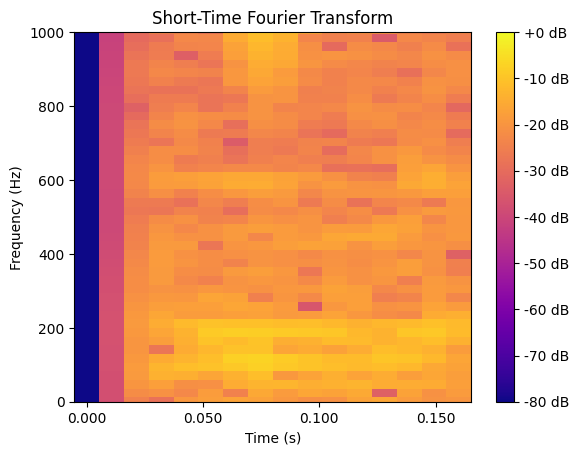 Short-Time Fourier Transform
1000
800
600
400
200
0
Frequency (Hz)
0.000
0.050
0.100
0.150
Time (s)
+0 dB
-10 dB
-20 dB
-30 dB
-40 dB
-50 dB
-60 dB
-70 dB
-80 dB